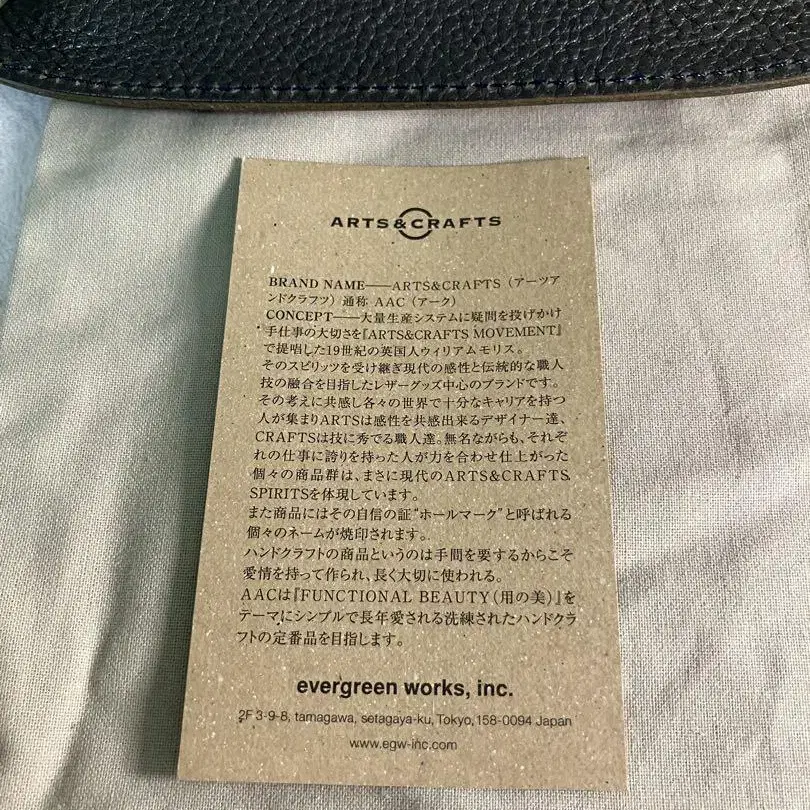 ARTS&CRAFTS
BRAND NAME――ARTS&CRAFTS（アーツア
ンドクラフツ）通称 AAC（アーク）
CONCEPT――大量生産システムに疑問を投げかけ
手仕事の大切さを『ARTS&CRAFTS MOVEMENT』
で提唱した19世紀の英国人ウィリアムモリス。
そのスピリッツを受け継ぎ現代の感性と伝統的な職人
技の融合を目指したレザーグッズ中心のブランドです。
その考えに共感し各々の世界で十分なキャリアを持つ
人が集まりARTSは感性を共感出来るデザイナー達、
CRAFTSは技に秀でる職人達。無名ながらも、それぞ
れの仕事に誇りを持った人が力を合わせ仕上がった
個々の商品群は、まさに現代のARTS&CRAFTS.
SPIRITSを体現しています。
また商品にはその自信の証“ホールマーク”と呼ばれる
個々のネームが焼印されます。
ハンドクラフトの商品というのは手間を要するからこそ
愛情を持って作られ、長く大切に使われる。
AACは『FUNCTIONAL BEAUTY（用の美）』を
テーマにシンプルで長年愛される洗練されたハンドクラ
フトの定番品を目指します。
evergreen works, inc.
2F 3-9-8, tamagawa, setagaya-ku, Tokyo, 158-0094 Japan
www.egw-inc.com